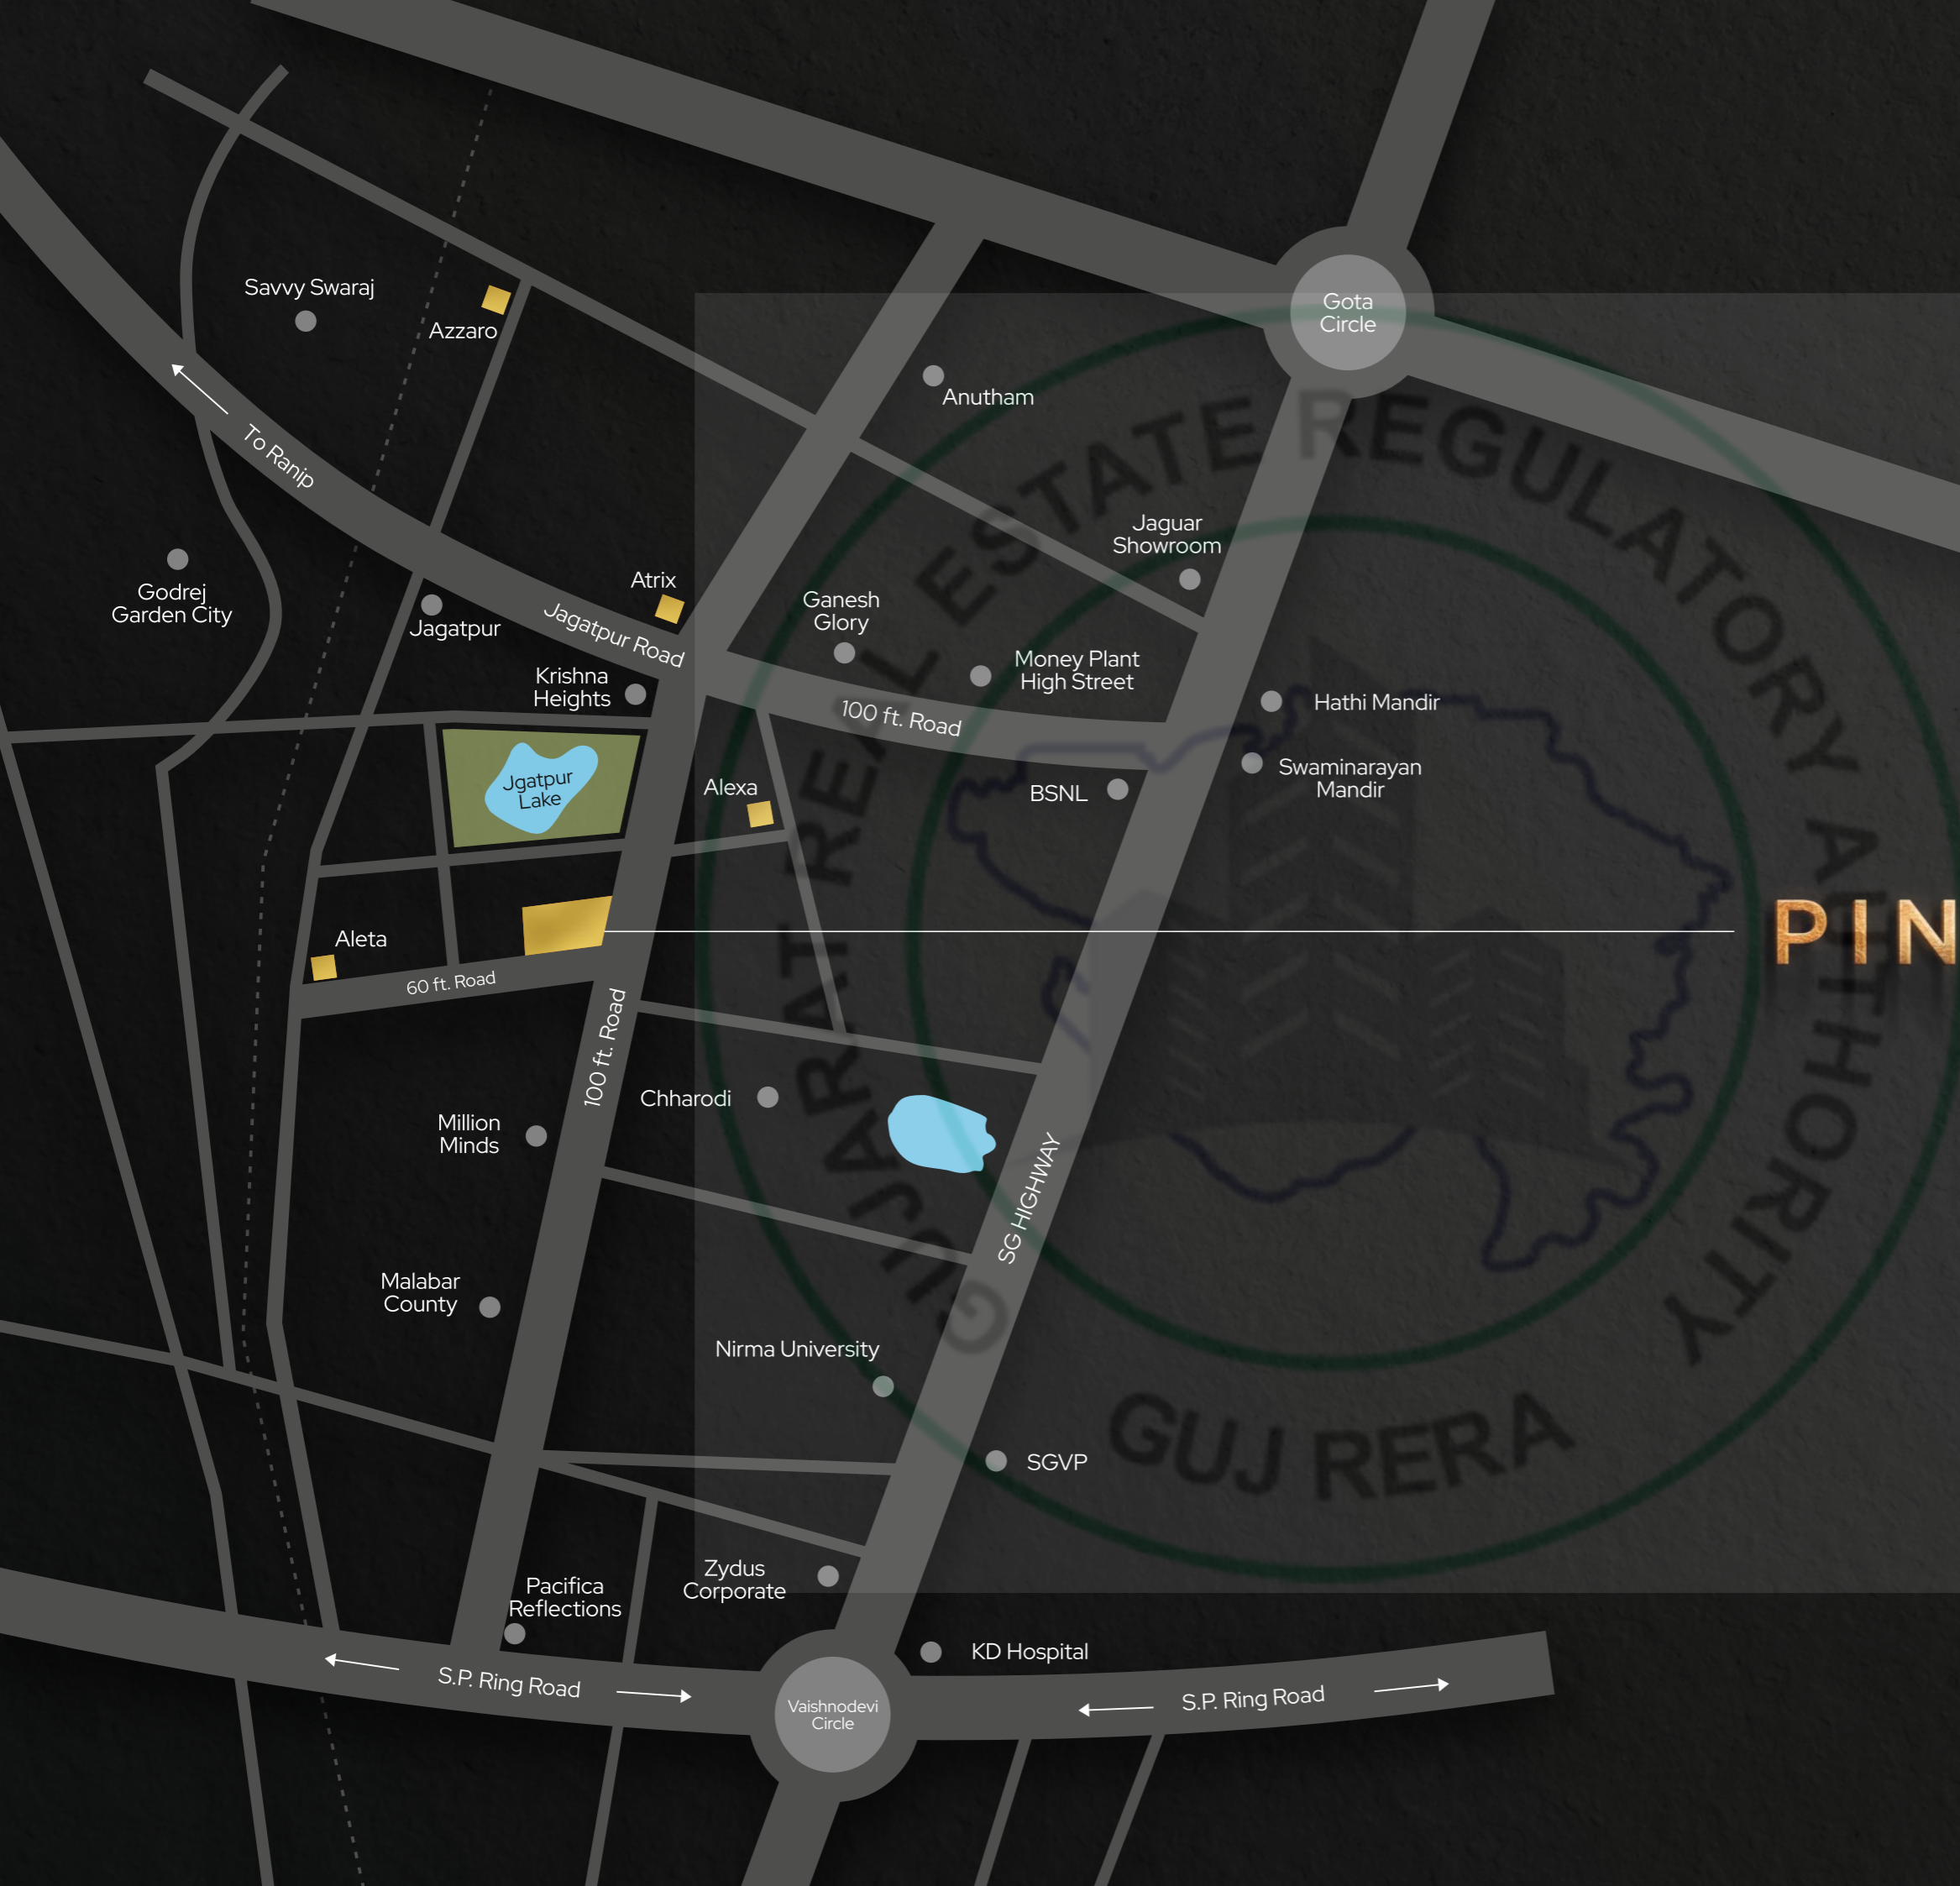 Gota
Circle
Savvy Swaraj
Azzaro
Anutham
To Ranip
Jaguar
Showroom
Godrej
Garden City
Jagatpur
Atrix
Jagatpur Road
Ganesh
Glory
Krishna
Heights
Money Plant
High Street
100 ft. Road
Hathi Mandir
Swaminarayan
Mandir
BSNL
Jgatpur
Lake
Alexa
PIN
Aleta
60 ft. Road
100 ft. Road
Chharodi
Million
Minds
SG HIGHWAY
Malabar
County
Nirma University
SGVP
Zydus
Corporate
Pacifica
Reflections
KD Hospital
S.P. Ring Road
Vaishnodevi
Circle
S.P. Ring Road
GUJARAT REAL ESTATE REGULATORY AUTHORITY
GUJ RERA